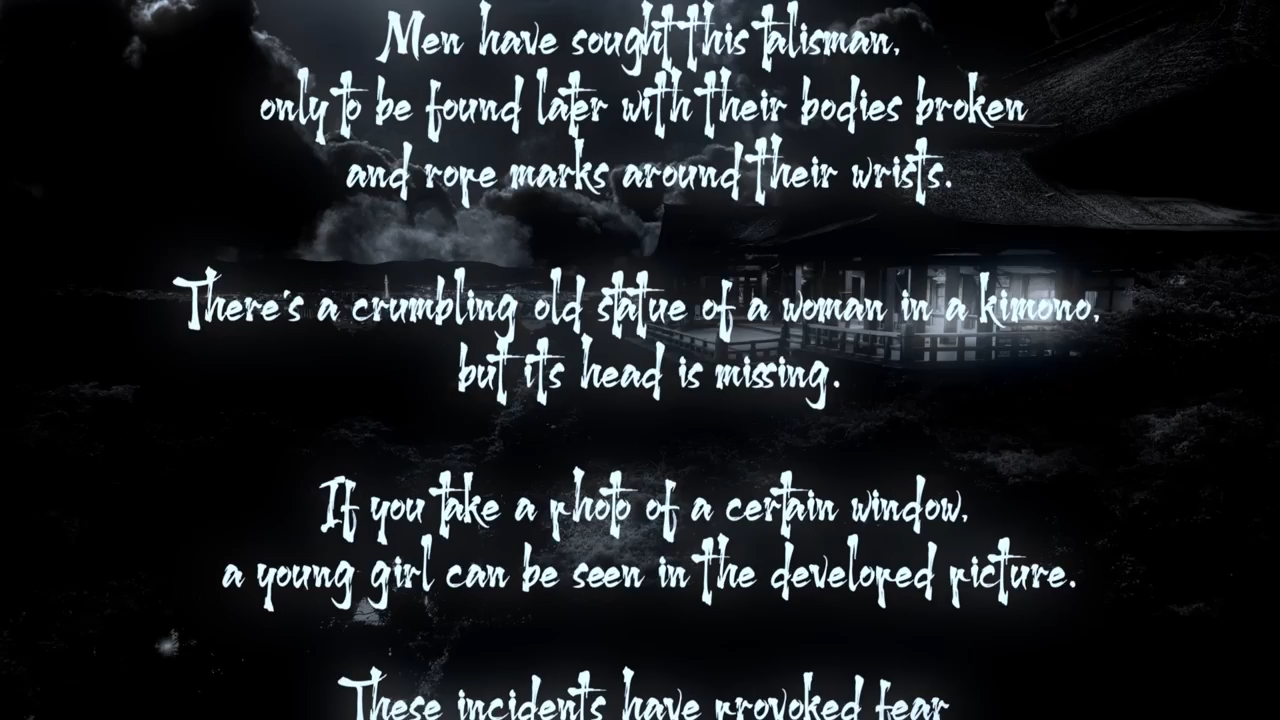 Men have sought this talisman,
only to be found later with their bodies broken
and rope marks around their wrists.
There's a crumbling old statue of a woman in a kimono,
but its head is missing.
If you take a photo of a certain window,
a young girl can be seen in the developed picture.
These incidents have provoked fear